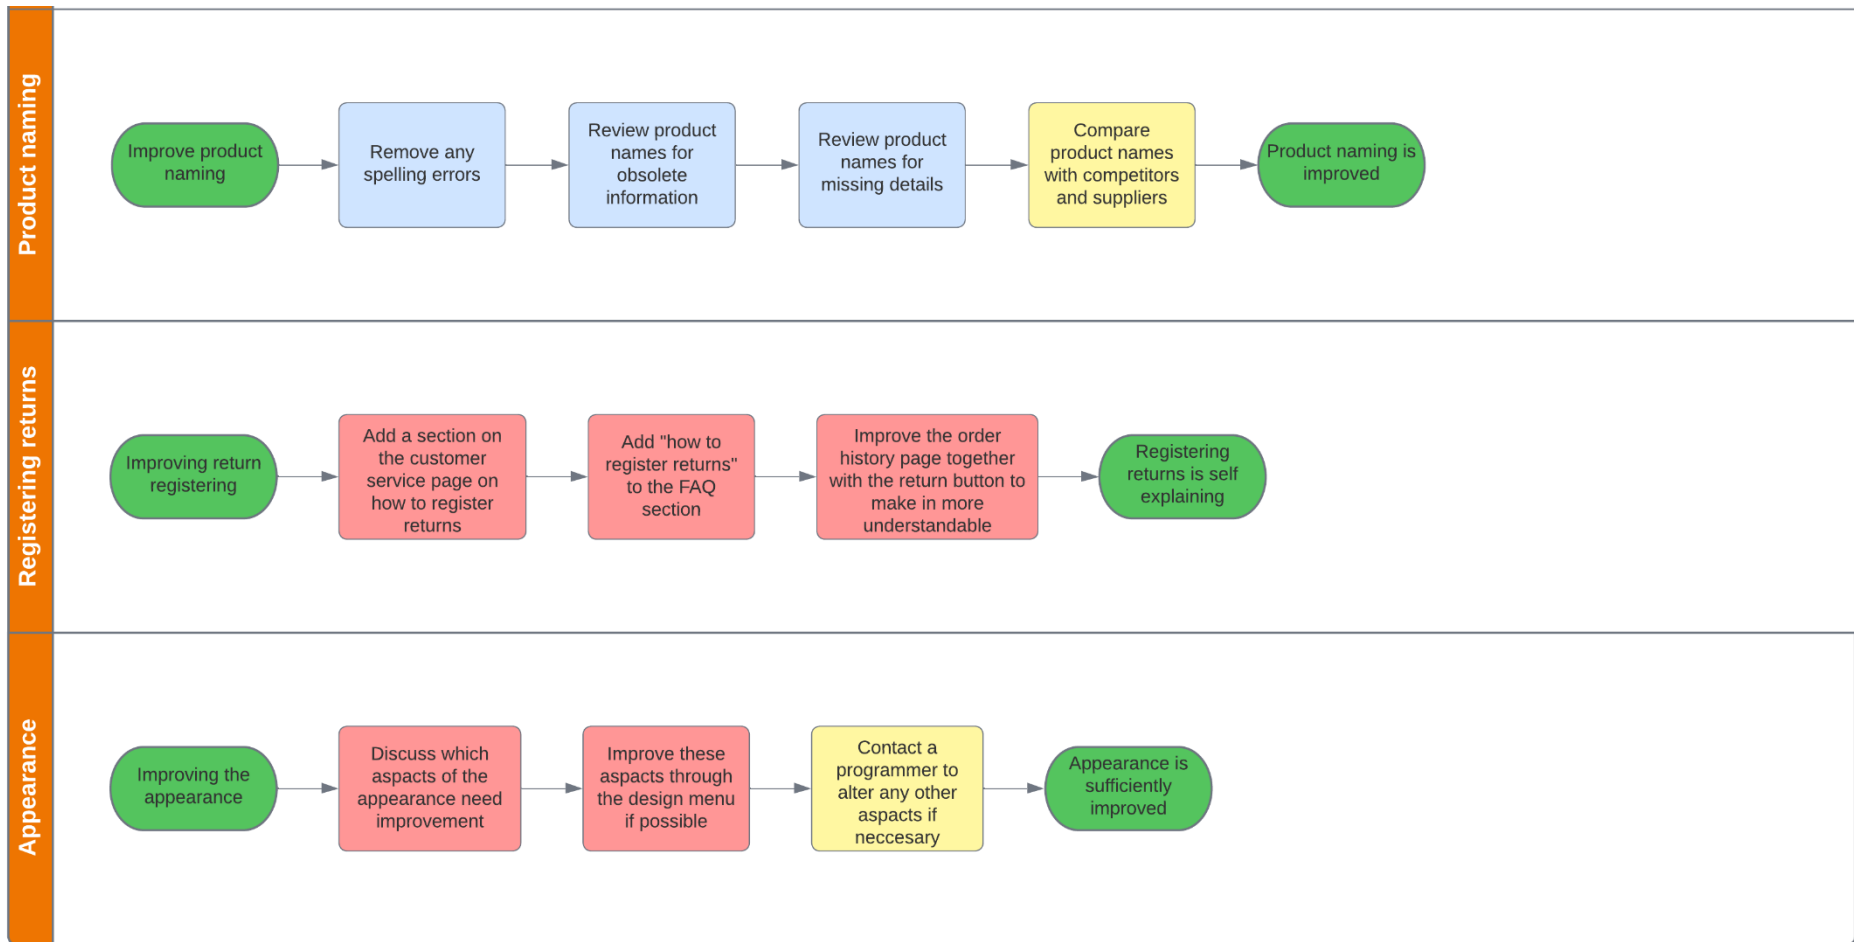 Product naming
Improve product
naming
Remove any
spelling errors
Review product
names for
obsolete
information
Review product
names for
missing details
Compare
product names
with competitors
and suppliers
Product naming is
improved
Registering returns
Improving return
registering
Add a section on
the customer
service page on
how to register
returns
Add "how to
register returns"
to the FAQ
section
Improve the order
history page together
with the return button to
make in more
understandable
Registering
returns is self
explaining
Appearance
Improving the
appearance
Discuss which
aspacts of the
appearance need
improvement
Improve these
aspacts through
the design menu
if possible
Contact a
programmer to
alter any other
aspacts if
neccesary
Appearance is
sufficiently
improved